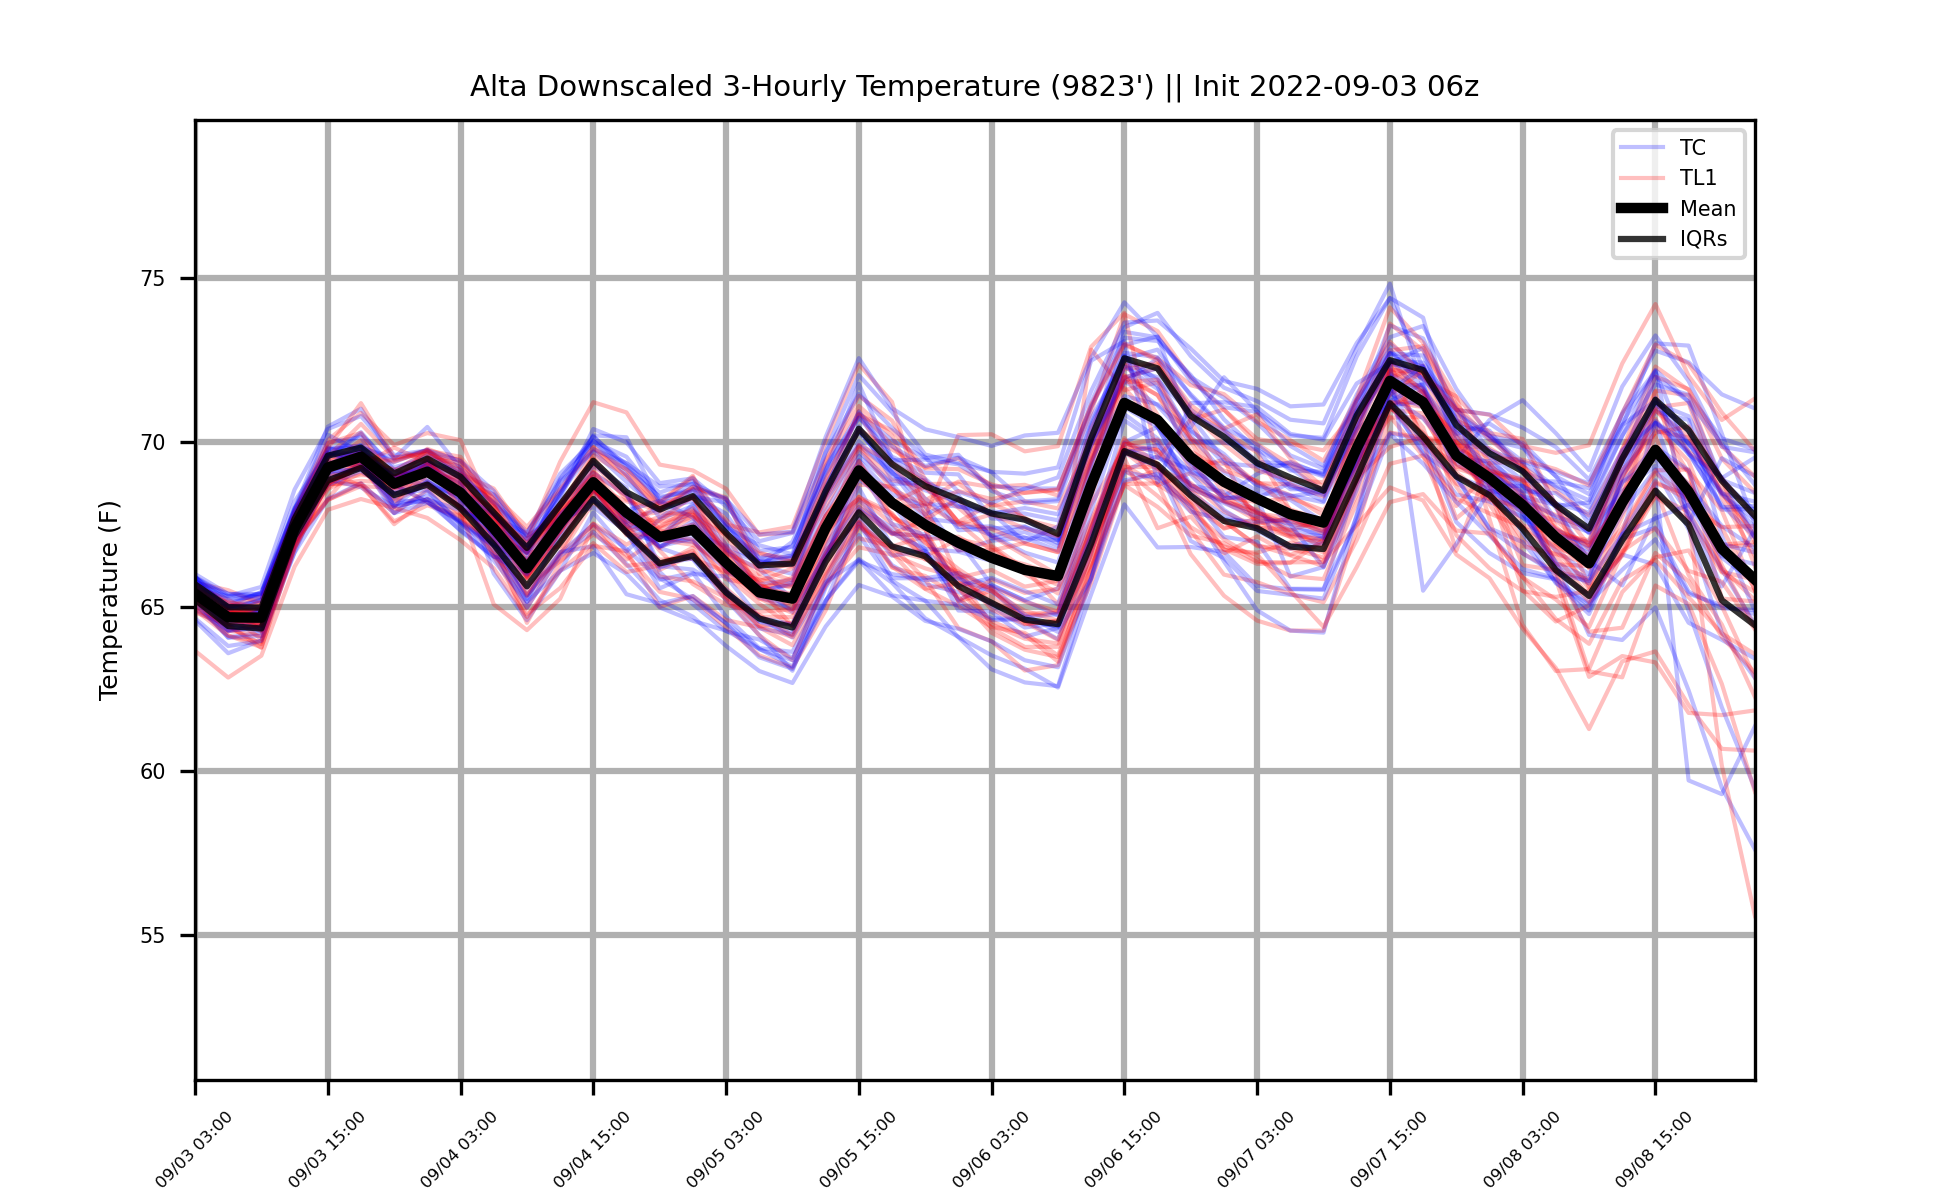 Alta Downscaled 3-Hourly Temperature (9823') || Init 2022-09-03 06z
TC
TL1
Mean
IQRs
Temperature (F)
75
70
65
60
55
09/03 03:00
09/03 15:00
09/04 03:00
09/04 15:00
09/05 03:00
09/05 15:00
09/06 03:00
09/06 15:00
09/07 03:00
09/07 15:00
09/08 03:00
09/08 15:00